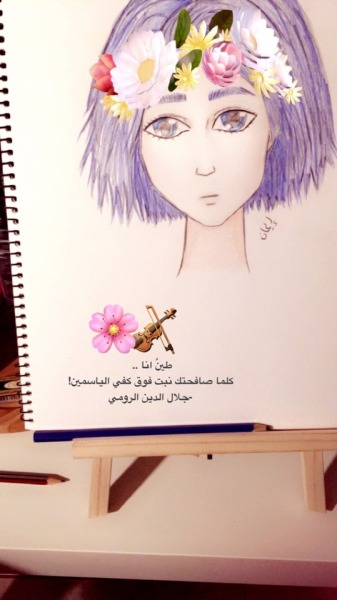 طينُ انا ..
كلما صافحتك نبت فوق كفي الياسمين!
-جلال الدين الرومي